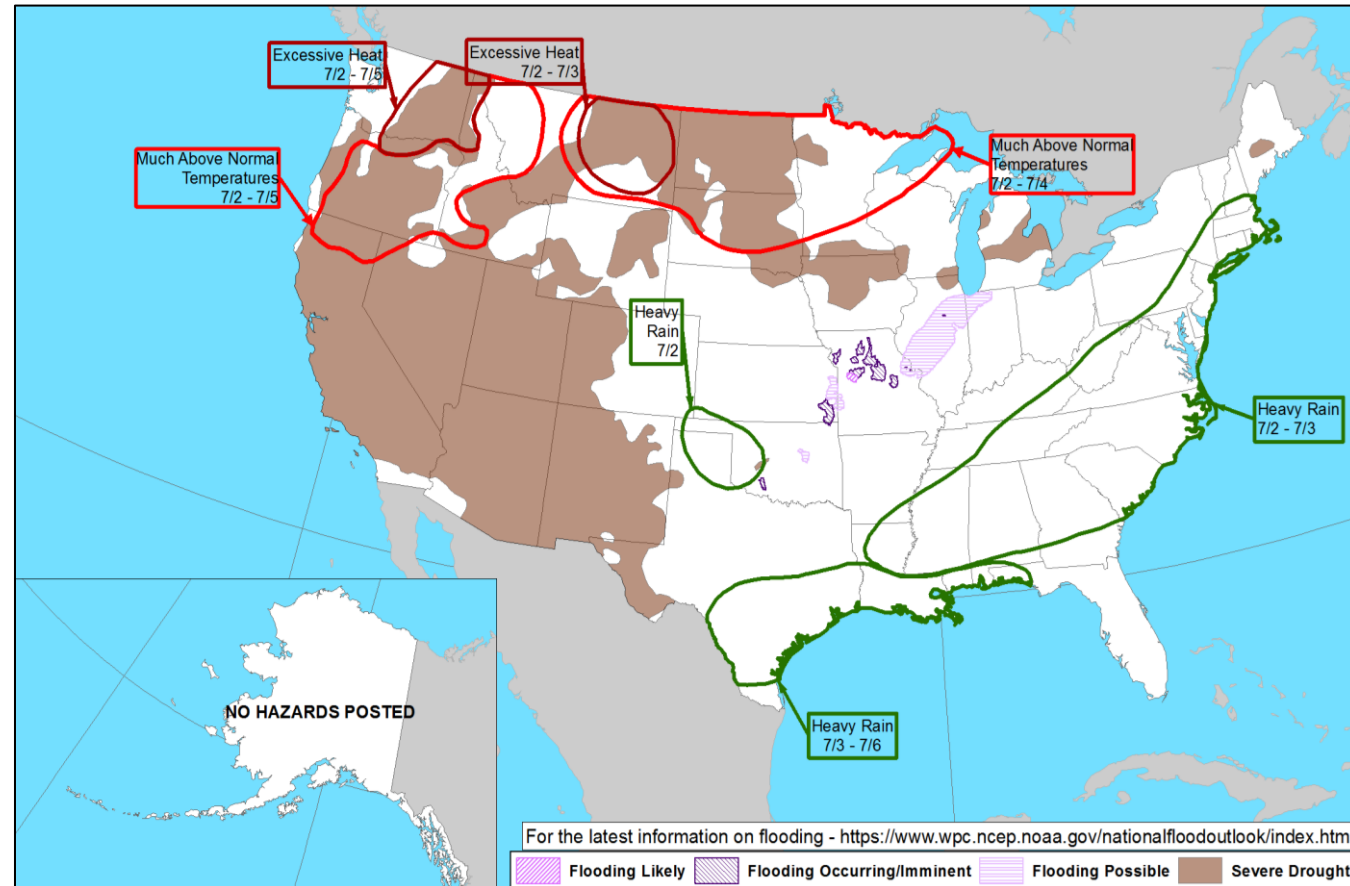 Excessive Heat
7/2 - 7/5
Excessive Heat
7/2 - 7/3
Much Above Normal
Temperatures
7/2 - 7/5
Much Above Normal
Temperatures
7/2 - 7/4
Heavy
Rain
7/2
Heavy Rain
7/2 - 7/3
Heavy Rain
7/3 - 7/6
NO HAZARDS POSTED
For the latest information on flooding - https://www.wpc.ncep.noaa.gov/nationalfloodoutlook/index.htm
Flooding Likely
Flooding Occurring/Imminent
Flooding Possible
Severe Drought